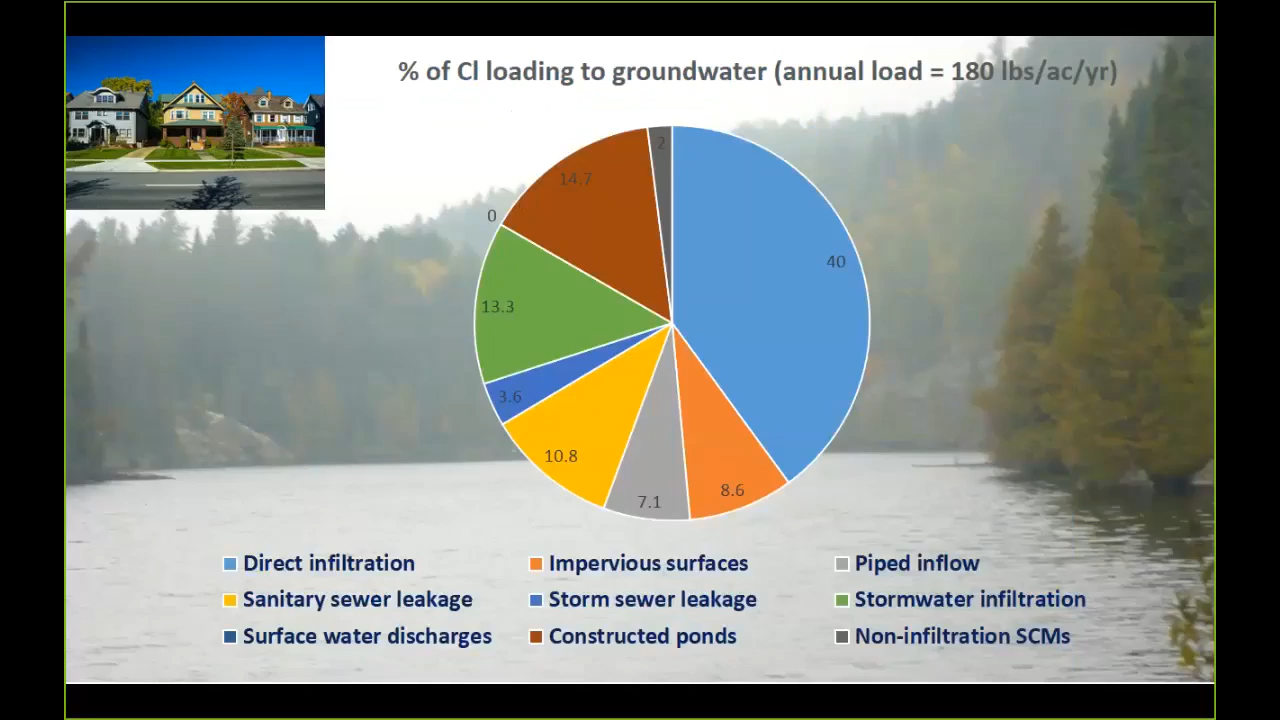 % of Cl loading to groundwater (annual load = 180 lbs/ac/yr)
2
14.7
0
40
13.3
3.6
10.8
8.6
7.1
Direct infiltration
Impervious surfaces
Piped inflow
Sanitary sewer leakage
Storm sewer leakage
Stormwater infiltration
Surface water discharges
Constructed ponds
Non-infiltration SCMs